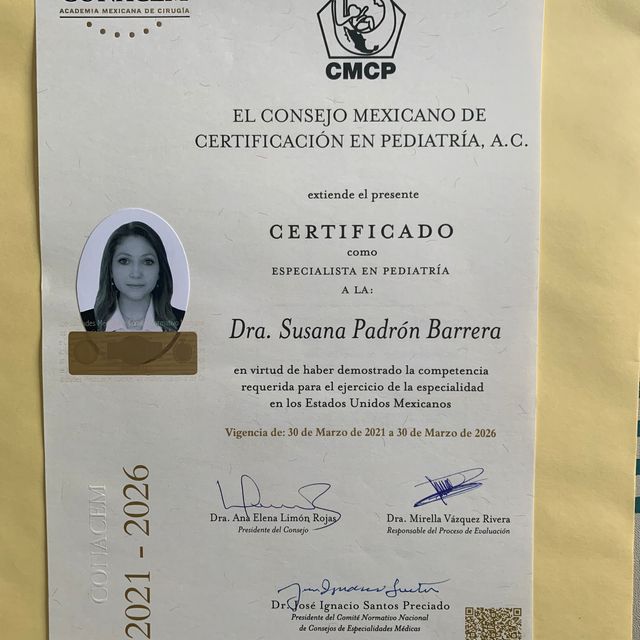 CONACEM
ACADEMIA MEXICANA DE CIRUGÍA
CMCP
EL CONSEJO MEXICANO DE
CERTIFICACIÓN EN PEDIATRÍA, A.C.
extiende el presente
CERTIFICADO
como
ESPECIALISTA EN PEDIATRÍA
A LA:
Dra. Susana Padrón Barrera
en virtud de haber demostrado la competencia
requerida para el ejercicio de la especialidad
en los Estados Unidos Mexicanos
Vigencia de: 30 de Marzo de 2021 a 30 de Marzo de 2026
CONACEM
2021 - 2026
Dra. Ana Elena Limón Rojas
Presidente del Consejo
Dra. Mirella Vázquez Rivera
Responsable del Proceso de Evaluación
Dr. José Ignacio Santos Preciado
Presidente del Comité Normativo Nacional
de Consejos de Especialidades Médicas